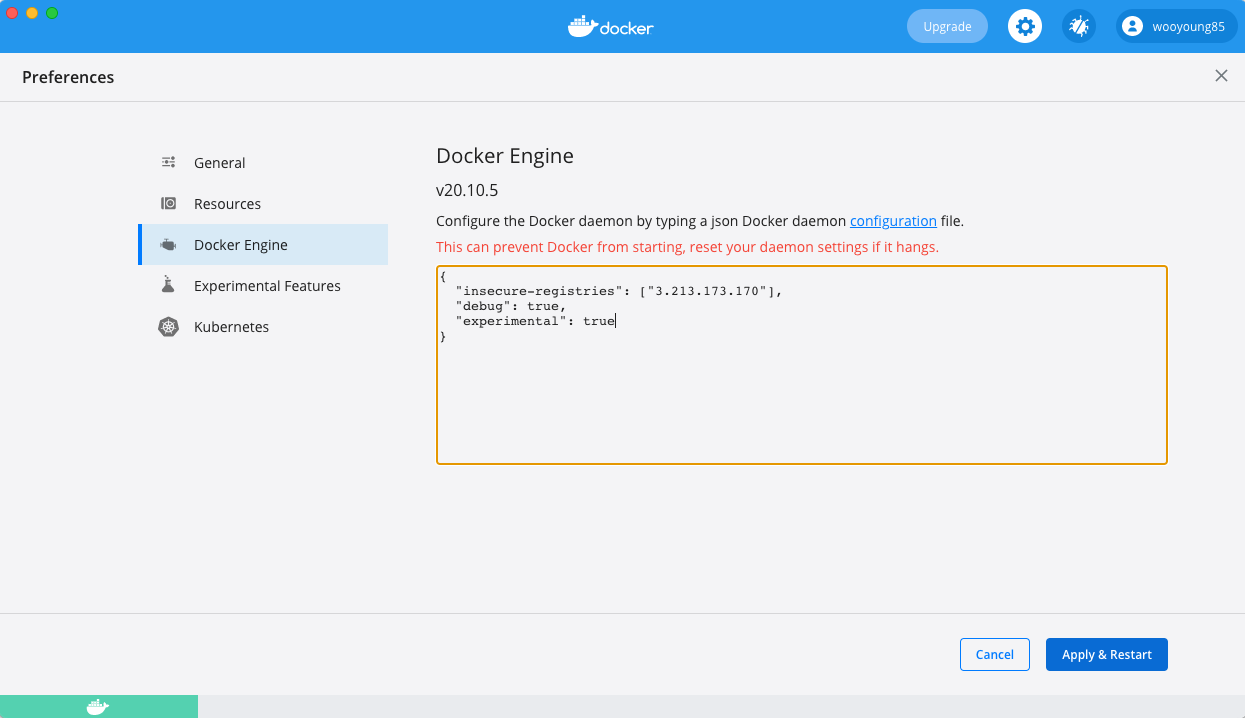 docker
Upgrade
wooyoung85
Preferences
General
Resources
Docker Engine
Experimental Features
Kubernetes
Docker Engine
v20.10.5
Configure the Docker daemon by typing a json Docker daemon configuration file.
This can prevent Docker from starting, reset your daemon settings if it hangs.
{
  "insecure-registries": ["3.213.173.170"],
  "debug": true,
  "experimental": true
}
Cancel
Apply & Restart